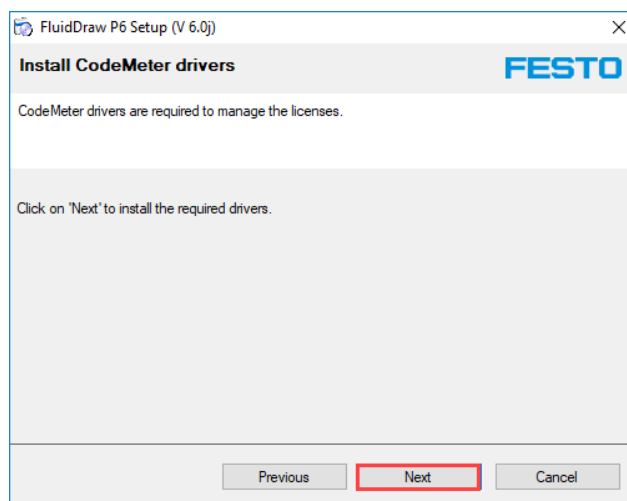 FluidDraw P6 Setup (V 6.0j)
Install CodeMeter drivers
FESTO
CodeMeter drivers are required to manage the licenses.
Click on 'Next' to install the required drivers.
Previous Next Cancel